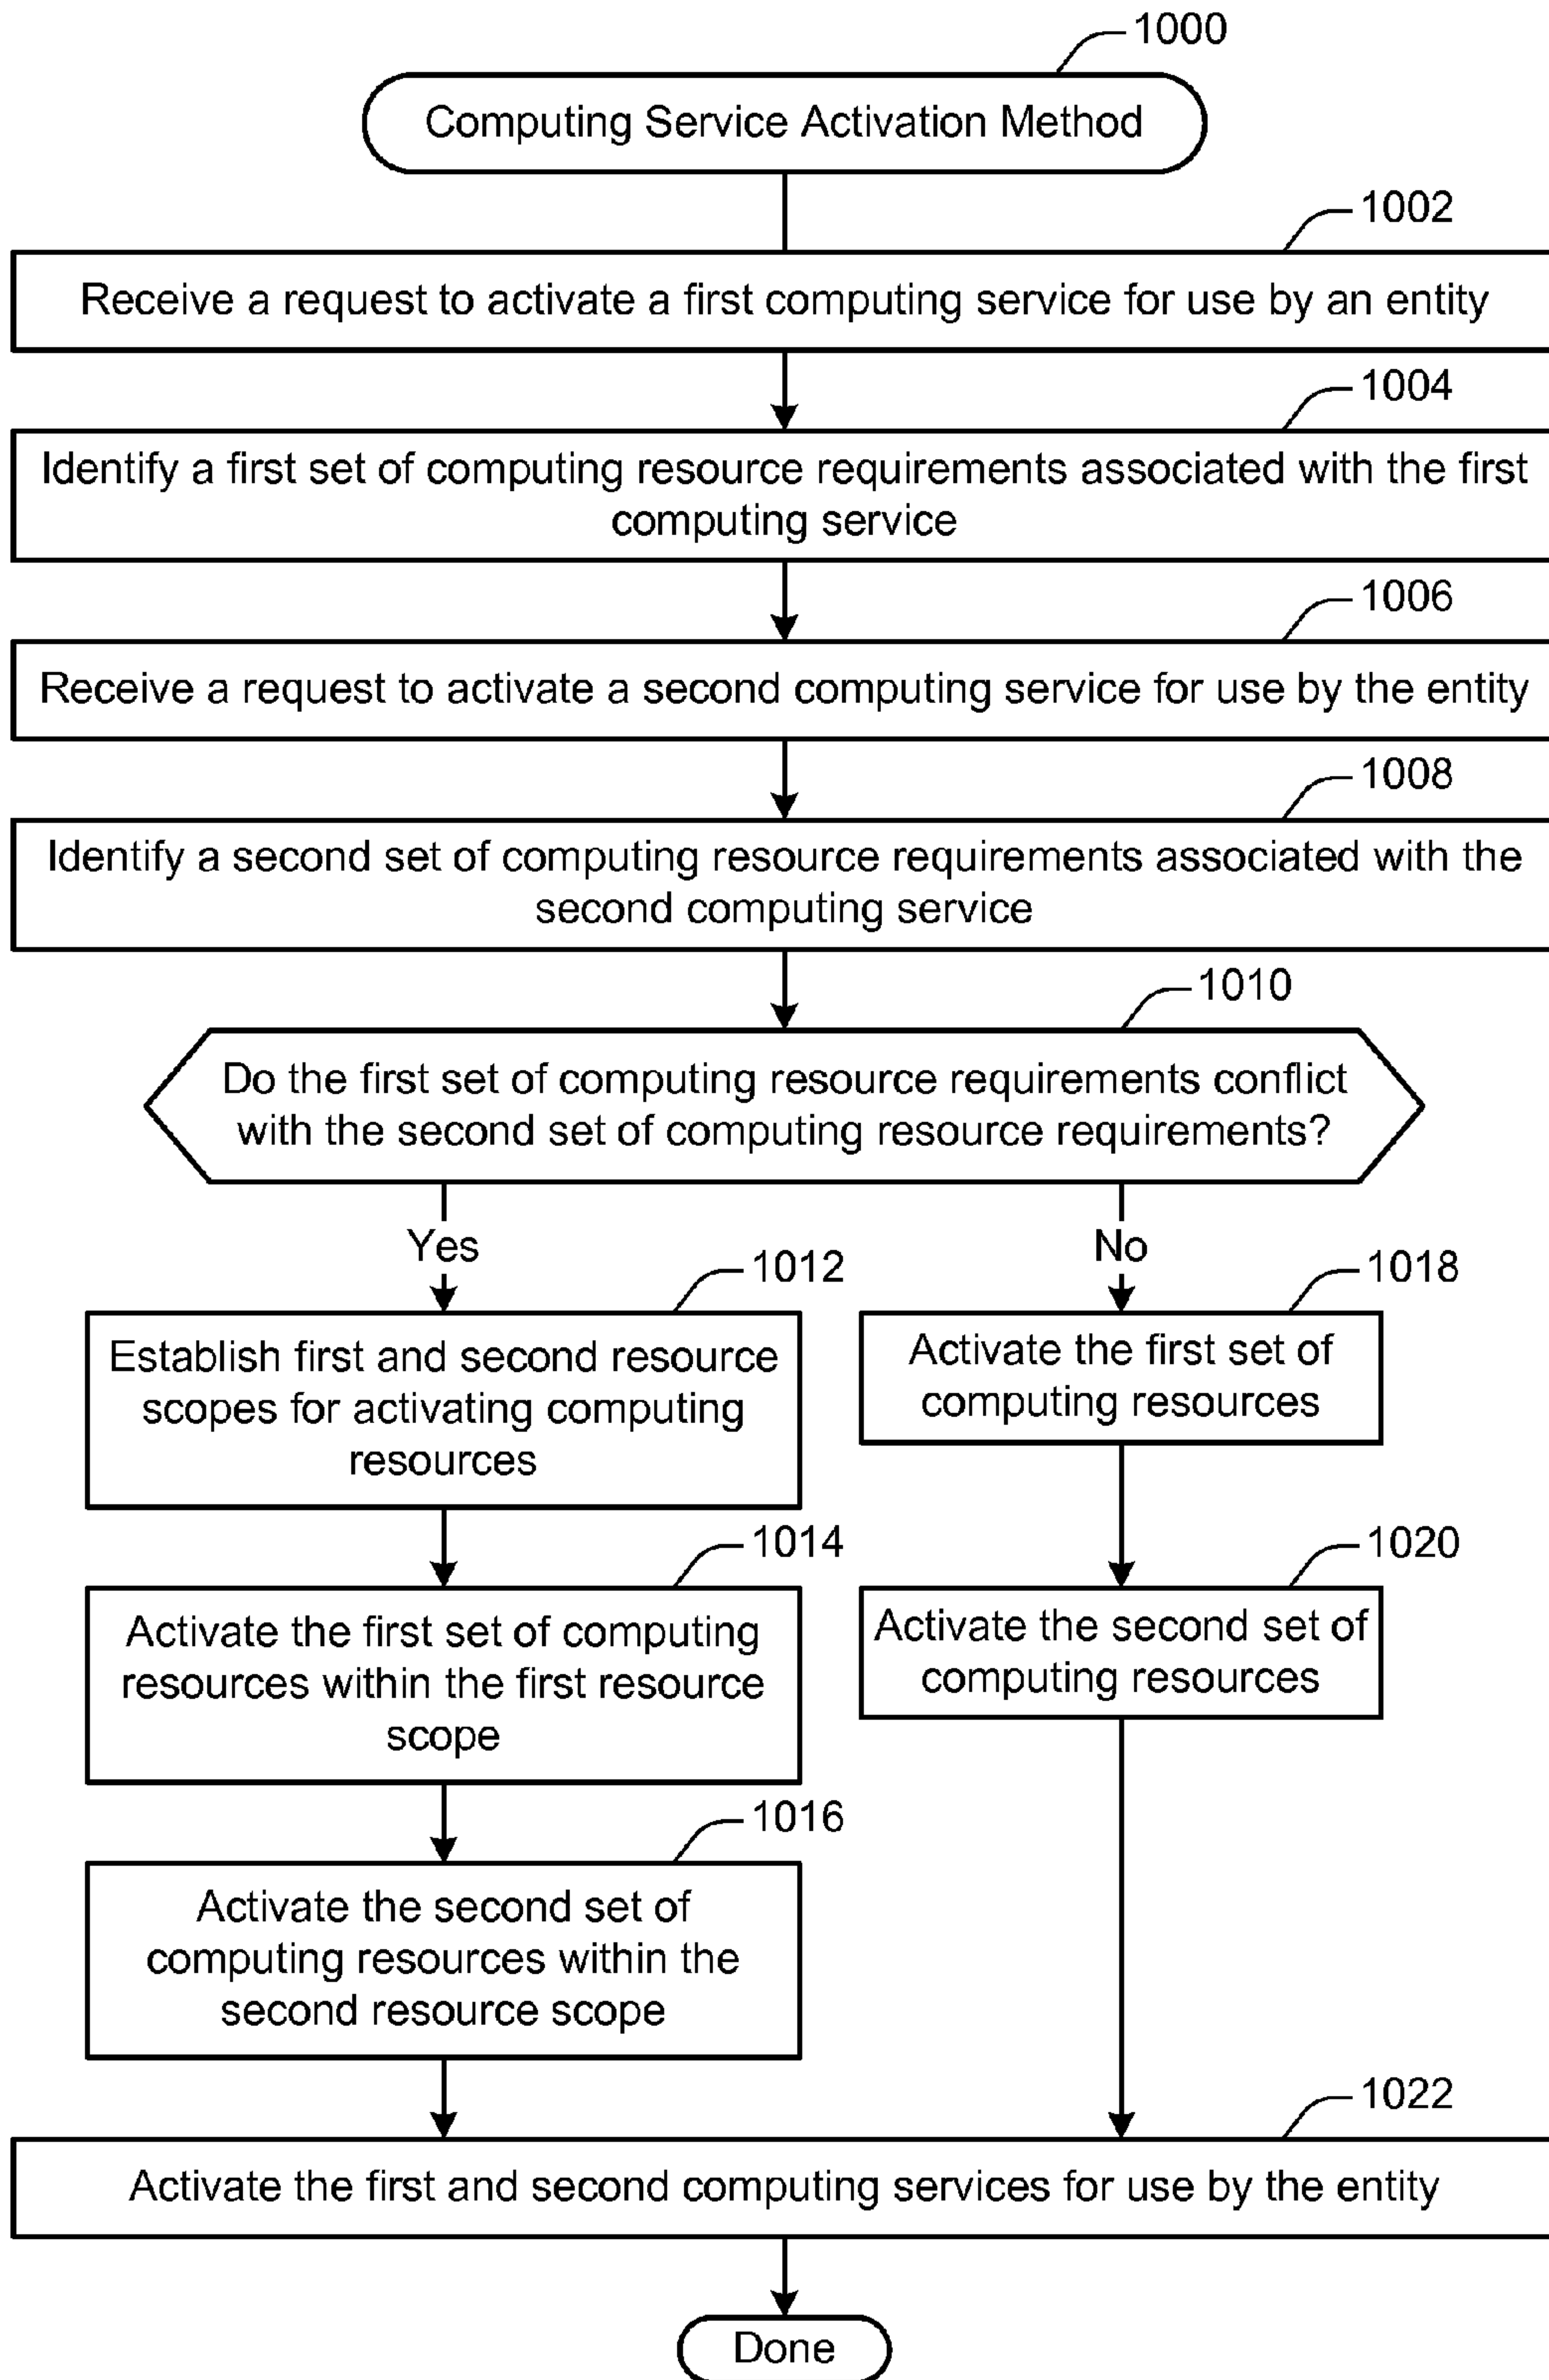 1000
Computing Service Activation Method
1002
Receive a request to activate a first computing service for use by an entity
1004
Identify a first set of computing resource requirements associated with the first
computing service
1006
Receive a request to activate a second computing service for use by the entity
1008
Identify a second set of computing resource requirements associated with the
second computing service
1010
Do the first set of computing resource requirements conflict
with the second set of computing resource requirements?
Yes
1012
Establish first and second resource
scopes for activating computing
resources
1014
Activate the first set of computing
resources within the first resource
scope
1016
Activate the second set of
computing resources within the
second resource scope
No
1018
Activate the first set of
computing resources
1020
Activate the second set of
computing resources
1022
Activate the first and second computing services for use by the entity
Done